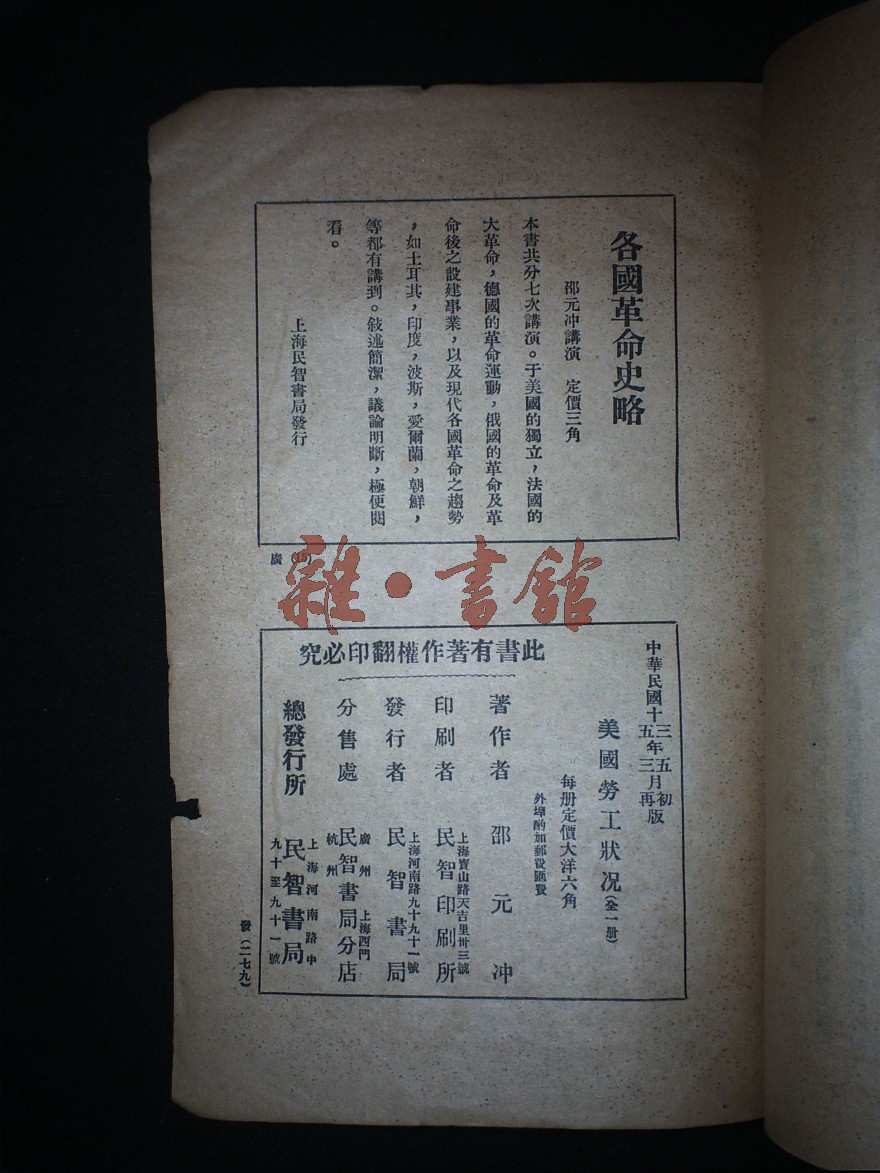 各國革命史略
邵元冲講演　定價三角
本書共分七次講演。于美國的獨立，法國的
大革命，德國的革命運動，俄國的革命及革
命後之設建事業，以及現代各國革命之趨勢
，如土耳其，印度，波斯，愛爾蘭，朝鮮，
等都有講到。敍述簡潔，議論明斷，極便閱
看。
上海民智書局發行
廣(15)
雜·書館
中華民國十三年五月初版
五年三月再
美國勞工狀况(全一册)
每册定價大洋六角
外埠酌加郵費匯費
此書有著作權翻印必究
著作者　邵元冲
印刷者　上海寶山路天吉里卅三號
民智印刷所
發行者　上海河南路九十九十一號
民智書局
分售處　廣州　上海西門
杭州
民智書局分店
總發行所　上海河南路中
九十至九十一號
民智書局
發(二七九)